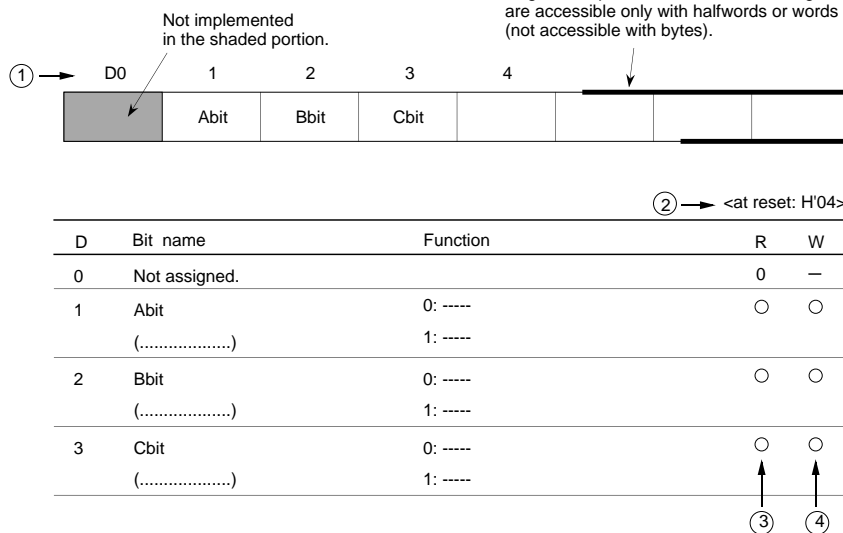 are accessible only with halfwords or words
(not accessible with bytes).
Not implemented
in the shaded portion.
1 D0 1 2 3 4
Abit Bbit Cbit
2 <at reset: H'04>
D Bit name Function R W
0 Not assigned. 0 –
1 Abit 0: ----- ○ ○
(...................) 1: -----
2 Bbit 0: ----- ○ ○
(...................) 1: -----
3 Cbit 0: ----- ○ ○
(...................) 1: -----
3 4